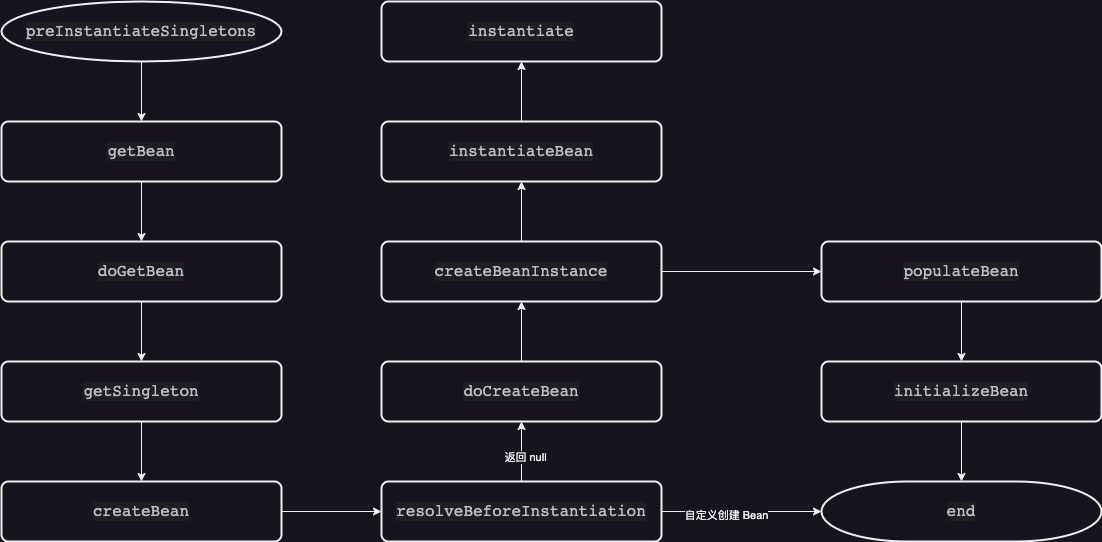 preInstantiateSingletons
instantiate
getBean
instantiateBean
doGetBean
createBeanInstance
populateBean
getSingleton
doCreateBean
initializeBean
返回 null
createBean
resolveBeforeInstantiation
自定义创建 Bean
end